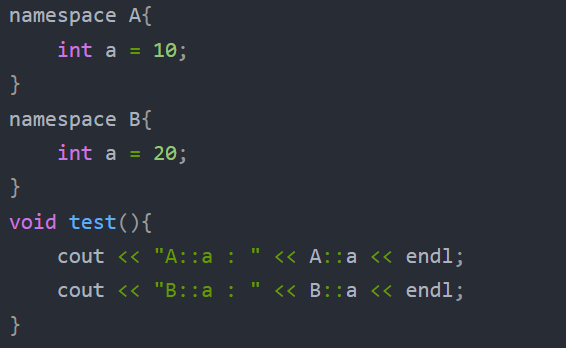 namespace A{
    int a = 10;
}
namespace B{
    int a = 20;
}
void test(){
    cout << "A::a : " << A::a << endl;
    cout << "B::a : " << B::a << endl;
}